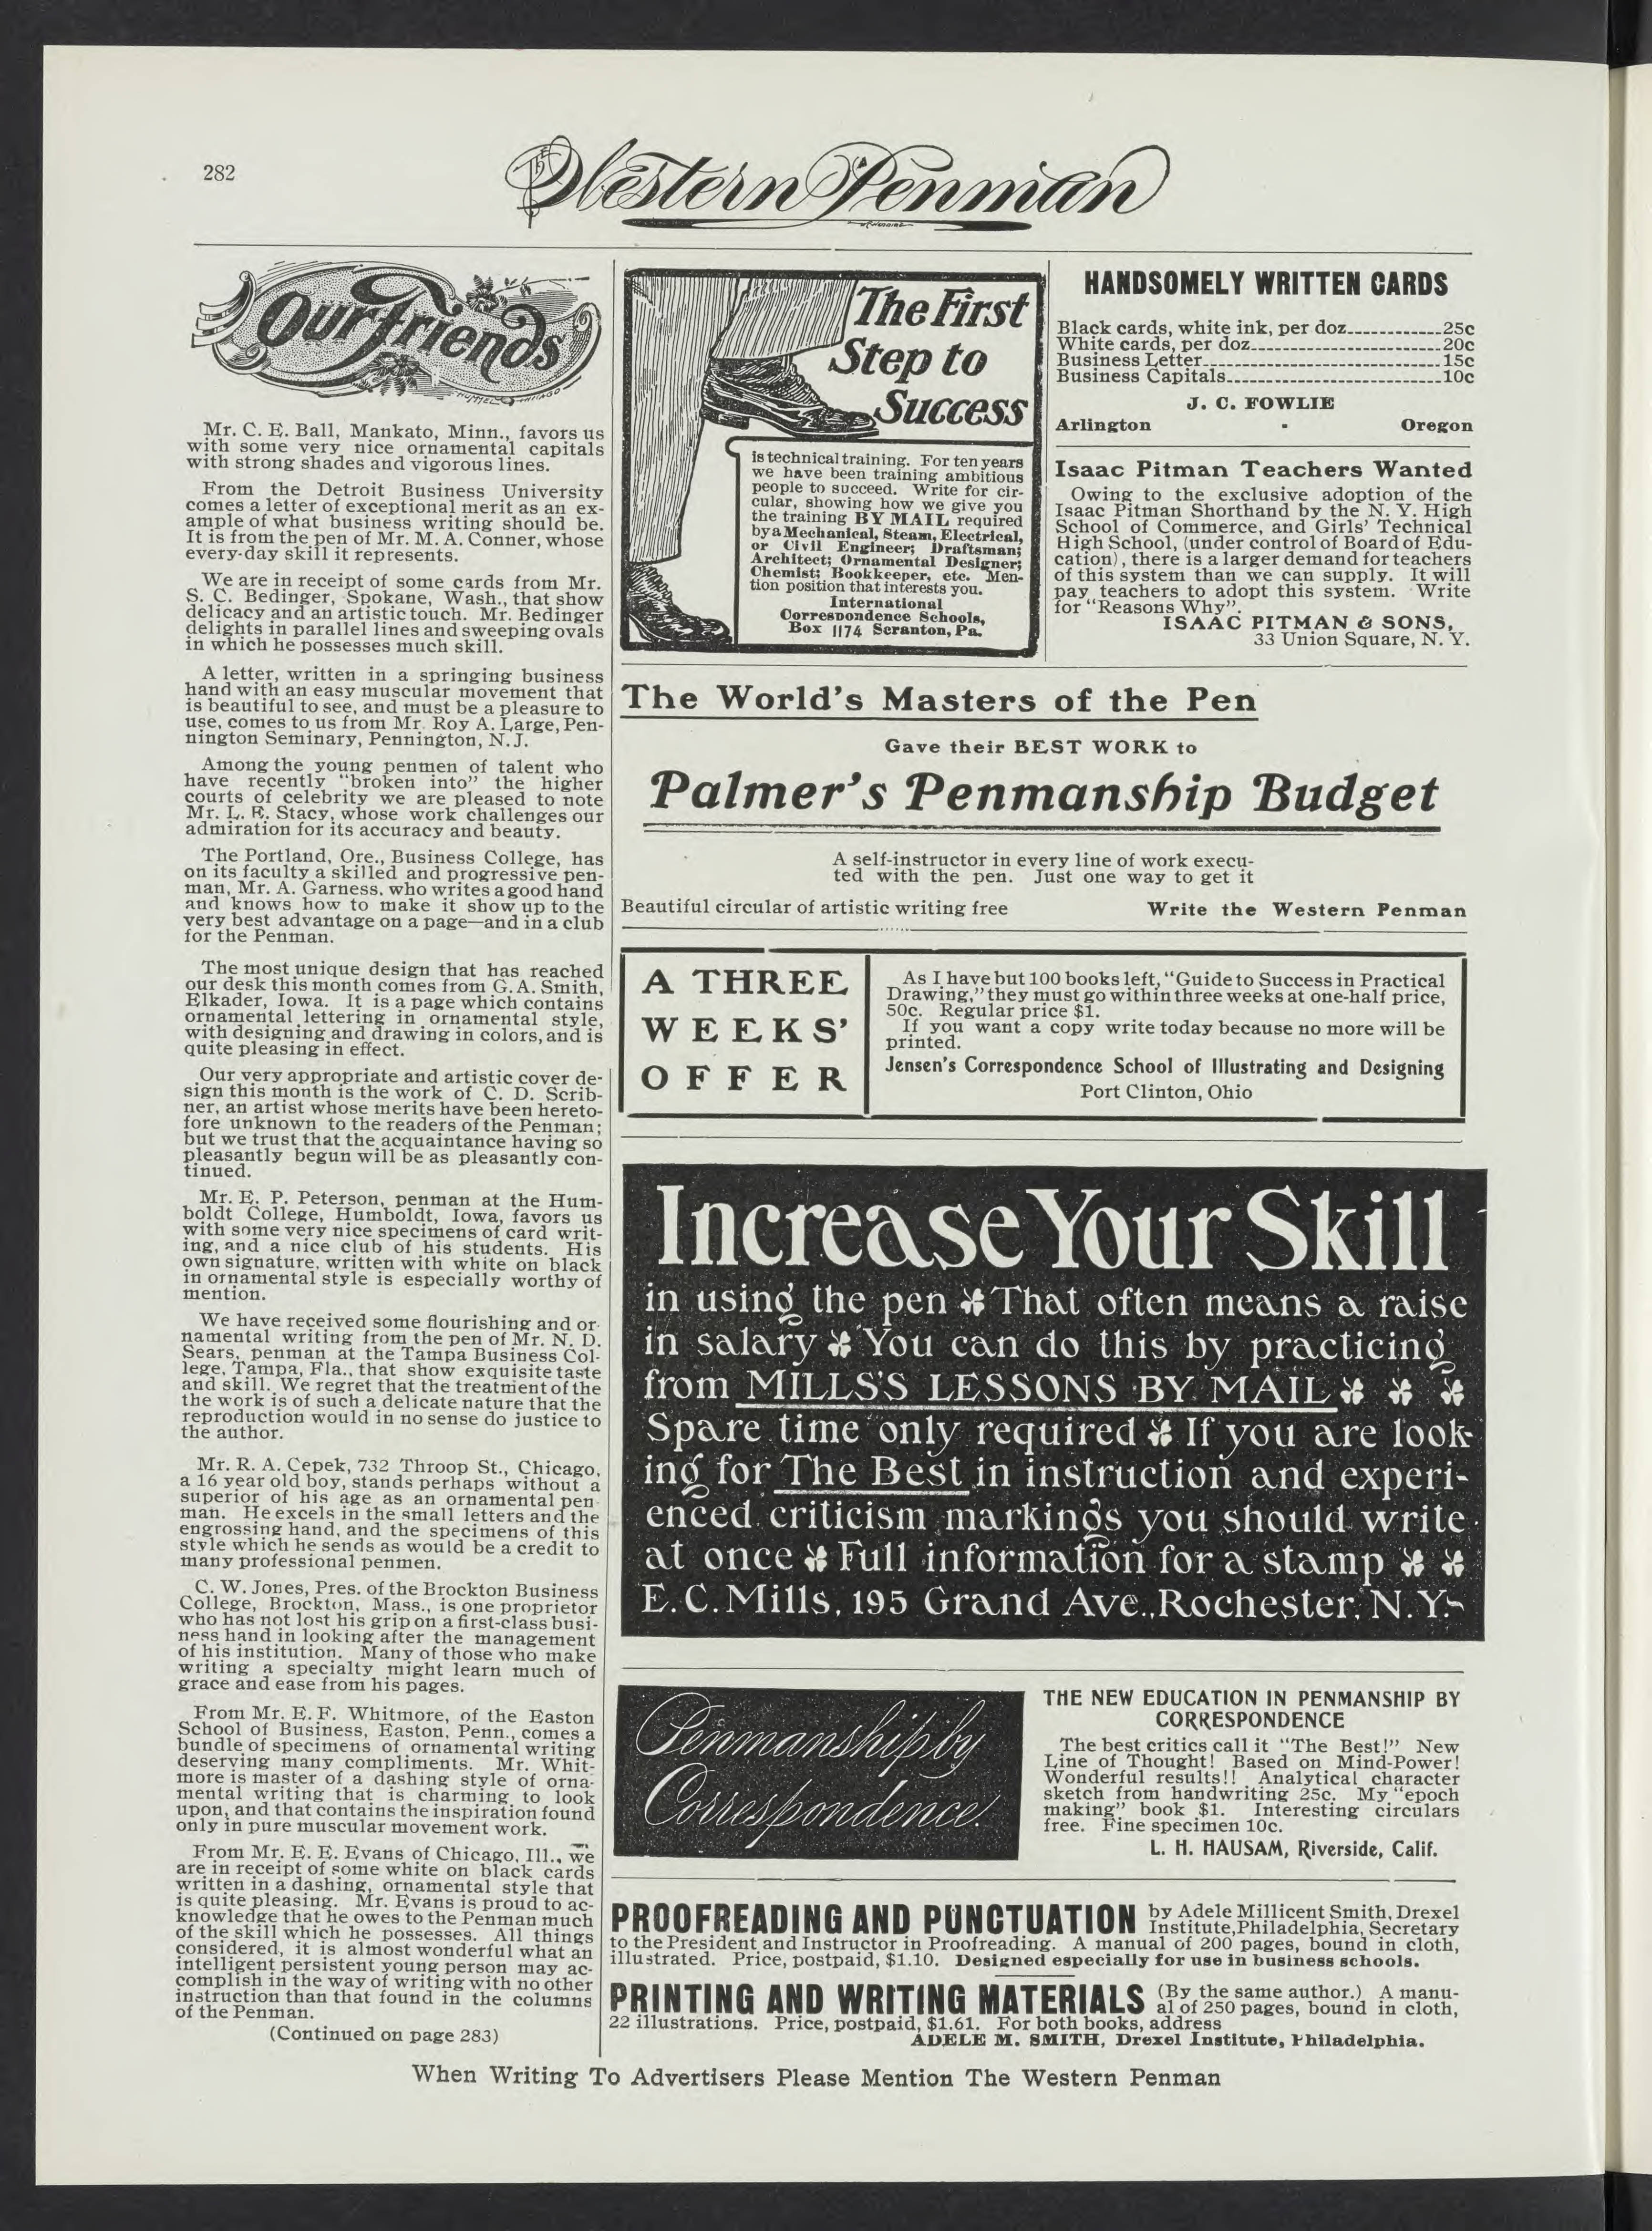 282
The Western Penman
Our Friends
Mr. C. E. Ball, Mankato, Minn., favors us
with some very nice ornamental capitals
with strong shades and vigorous lines.
From the Detroit Business University
comes a letter of exceptional merit as an ex-
ample of what business writing should be.
It is from the pen of Mr. M. A. Conner, whose
every-day skill it represents.
We are in receipt of some cards from Mr.
S. C. Bedinger, Spokane, Wash., that show
delicacy and an artistic touch. Mr. Bedinger
delights in parallel lines and sweeping ovals
in which he possesses much skill.
A letter, written in a springing business
hand with an easy muscular movement that
is beautiful to see, and must be a pleasure to
use, comes to us from Mr. Roy A. Large, Pen-
nington Seminary, Pennington, N.J.
Among the young penmen of talent who
have recently "broken into" the higher
courts of celebrity we are pleased to note
Mr. L. E. Stacy, whose work challenges our
admiration for its accuracy and beauty.
The Portland, Ore., Business College, has
on its faculty a skilled and progressive pen-
man, Mr. A. Garness, who writes a good hand
and knows how to make it show up to the
very best advantage on a page—and in a club
for the Penman.
The most unique design that has reached
our desk this month comes from G. A. Smith,
Elkader, Iowa. It is a page which contains
ornamental lettering in ornamental style,
with designing and drawing in colors, and is
quite pleasing in effect.
Our very appropriate and artistic cover de-
sign this month is the work of C. D. Scrib-
ner, an artist whose merits have been hereto-
fore unknown to the readers of the Penman;
but we trust that the acquaintance having so
pleasantly begun will be as pleasantly con-
tinued.
Mr. E. P. Peterson, penman at the Hum-
boldt College, Humboldt, Iowa, favors us
with some very nice specimens of card writ-
ing, and a nice club of his students. His
own signature, written with white on black
in ornamental style is especially worthy of
mention.
We have received some flourishing and or-
namental writing from the pen of Mr. N. D.
Sears, penman at the Tampa Business Col-
lege, Tampa, Fla., that show exquisite taste
and skill. We regret that the treatment of the
the work is of such a delicate nature that the
reproduction would in no sense do justice to
the author.
Mr. R. A. Cepek, 732 Throop St., Chicago,
a 16 year old boy, stands perhaps without a
superior of his age as an ornamental pen-
man. He excels in the small letters and the
engrossing hand, and the specimens of this
style which he sends as would be a credit to
many professional penmen.
C. W. Jones, Pres. of the Brockton Business
College, Brockton, Mass., is one proprietor
who has not lost his grip on a first-class busi-
ness hand in looking after the management
of his institution. Many of those who make
writing a specialty might learn much of
grace and ease from his pages.
From Mr. E. F. Whitmore, of the Easton
School of Business, Easton, Penn., comes a
bundle of specimens of ornamental writing
deserving many compliments. Mr. Whit-
more is master of a dashing style of orna-
mental writing that is charming to look
upon, and that contains the inspiration found
only in pure muscular movement work.
From Mr. E. E. Evans of Chicago, Ill., we
are in receipt of some white on black cards
written in a dashing, ornamental style that
is quite pleasing. Mr. Evans is proud to ac-
knowledge that he owes to the Penman much
of the skill which he possesses. All things
considered, it is almost wonderful what an
intelligent persistent young person may ac-
complish in the way of writing with no other
instruction than that found in the columns
of the Penman.
(Continued on page 283)
The First
Step to
Success
is technical training. For ten years
we have been training ambitious
people to succeed. Write for cir-
cular, showing how we give you
the training BY MAIL required
by a Mechanical, Steam, Electrical,
or Civil Engineer; Draftsman;
Architect; Ornamental Designer;
Chemist; Bookkeeper, etc. Men-
tion position that interests you.
International
Correspondence Schools,
Box 1174 Scranton, Pa.
HANDSOMELY WRITTEN CARDS
Black cards, white ink, per doz. 25c
White cards, per doz. 20c
Business Letter 15c
Business Capitals 10c
J. C. FOWLIE
Arlington - Oregon
Isaac Pitman Teachers Wanted
Owing to the exclusive adoption of the
Isaac Pitman Shorthand by the N. Y. High
School of Commerce, and Girls' Technical
High School, (under control of Board of Edu-
cation), there is a larger demand for teachers
of this system than we can supply. It will
pay teachers to adopt this system. Write
for "Reasons Why".
ISAAC PITMAN & SONS,
33 Union Square, N. Y.
The World's Masters of the Pen
Gave their BEST WORK to
Palmer's Penmanship Budget
A self-instructor in every line of work execu-
ted with the pen. Just one way to get it
Beautiful circular of artistic writing free Write the Western Penman
A THREE
WEEKS'
OFFER
As I have but 100 books left, "Guide to Success in Practical
Drawing," they must go within three weeks at one-half price,
50c. Regular price $1.
If you want a copy write today because no more will be
printed.
Jensen's Correspondence School of Illustrating and Designing
Port Clinton, Ohio
Increase Your Skill
in using the pen That often means a raise
in salary You can do this by practicing
from MILLS'S LESSONS BY MAIL
Spare time only required If you are look-
ing for The Best in instruction and experi-
enced criticism markings you should write
at once Full information for a stamp
E. C. Mills, 195 Grand Ave., Rochester, N. Y.
Penmanship by
Correspondence.
THE NEW EDUCATION IN PENMANSHIP BY
CORRESPONDENCE
The best critics call it "The Best!" New
Line of Thought! Based on Mind-Power!
Wonderful results!! Analytical character
sketch from handwriting 25c. My "epoch
making" book $1. Interesting circulars
free. Fine specimen 10c.
L. H. HAUSAM, Riverside, Calif.
PROOFREADING AND PUNCTUATION by Adele Millicent Smith, Drexel
Institute, Philadelphia, Secretary
to the President and Instructor in Proofreading. A manual of 200 pages, bound in cloth,
illustrated. Price, postpaid, $1.10. Designed especially for use in business schools.
PRINTING AND WRITING MATERIALS (By the same author.) A manu-
al of 250 pages, bound in cloth,
22 illustrations. Price, postpaid, $1.61. For both books, address
ADELE M. SMITH, Drexel Institute, Philadelphia.
When Writing To Advertisers Please Mention The Western Penman